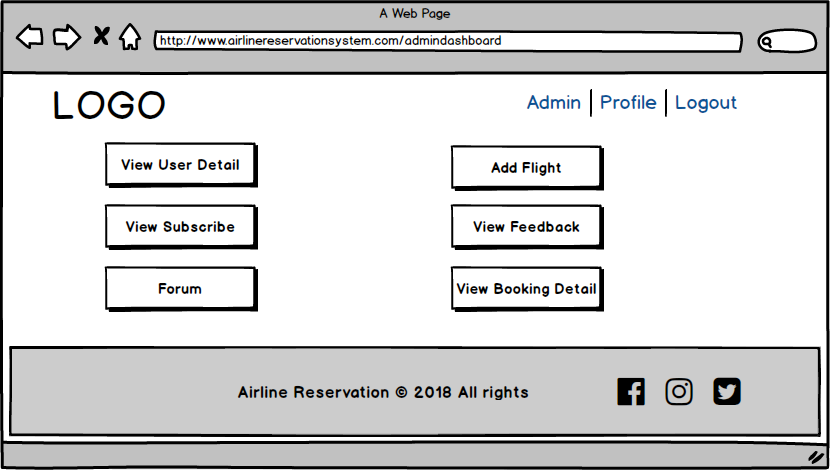 A Web Page
http://www.airlinereservationsystem.com/admindashboard
LOGO
Admin | Profile | Logout
View User Detail
Add Flight
View Subscribe
View Feedback
Forum
View Booking Detail
Airline Reservation © 2018 All rights